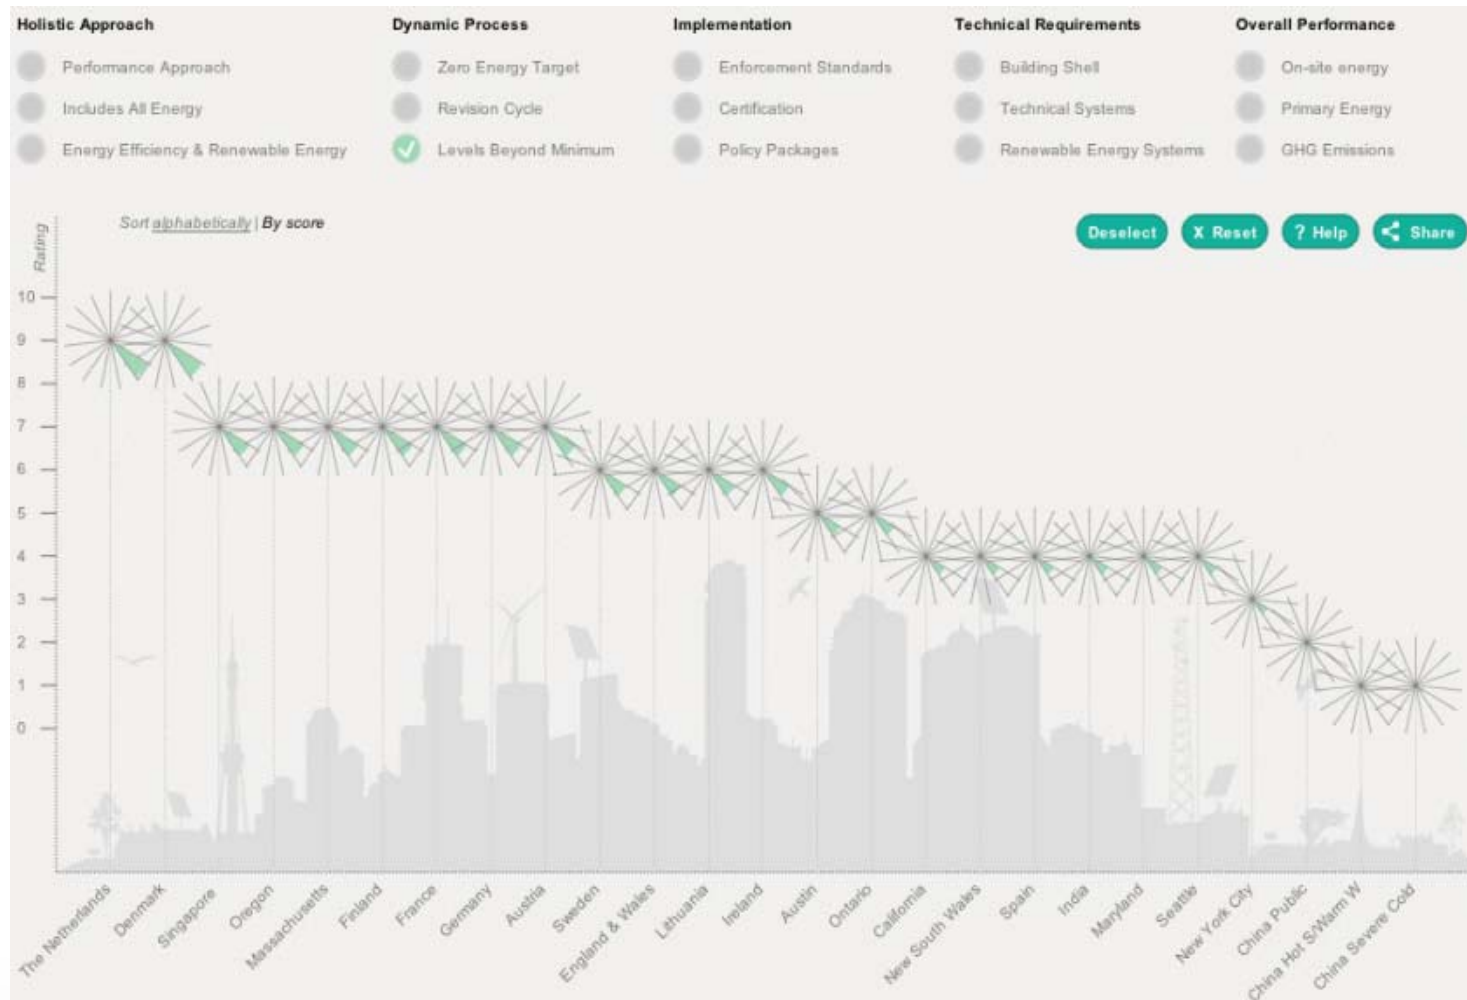 Holistic Approach
Performance Approach
Includes All Energy
Energy Efficiency & Renewable Energy
Dynamic Process
Zero Energy Target
Revision Cycle
Levels Beyond Minimum
Implementation
Enforcement Standards
Certification
Policy Packages
Technical Requirements
Building Shell
Technical Systems
Renewable Energy Systems
Overall Performance
On-site energy
Primary Energy
GHG Emissions
Sort alphabetically | By score
Deselect
X Reset
? Help
Share
Rating
10
9
8
7
6
5
4
3
2
1
0
The Netherlands
Denmark
Singapore
Oregon
Massachusetts
Finland
France
Germany
Austria
Sweden
England & Wales
Lithuania
Ireland
Austin
Ontario
California
New South Wales
Spain
India
Maryland
Seattle
New York City
China Public
China Hot S/Warm W
China Severe Cold